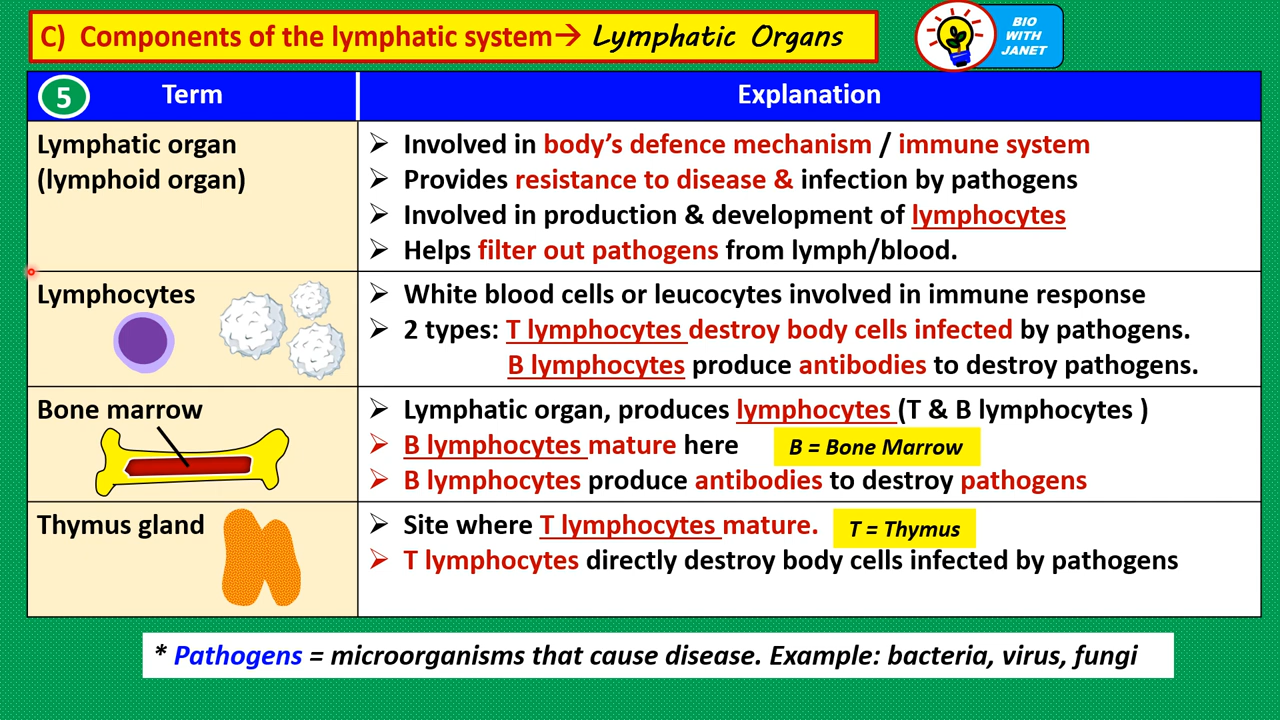 C) Components of the lymphatic system→ Lymphatic Organs
BIO
WITH
JANET
5 Term Explanation
Lymphatic organ
(lymphoid organ)
➢ Involved in body's defence mechanism / immune system
➢ Provides resistance to disease & infection by pathogens
➢ Involved in production & development of lymphocytes
➢ Helps filter out pathogens from lymph/blood.
Lymphocytes
➢ White blood cells or leucocytes involved in immune response
➢ 2 types: T lymphocytes destroy body cells infected by pathogens.
B lymphocytes produce antibodies to destroy pathogens.
Bone marrow
➢ Lymphatic organ, produces lymphocytes (T & B lymphocytes )
➢ B lymphocytes mature here B = Bone Marrow
➢ B lymphocytes produce antibodies to destroy pathogens
Thymus gland
➢ Site where T lymphocytes mature. T = Thymus
➢ T lymphocytes directly destroy body cells infected by pathogens
* Pathogens = microorganisms that cause disease. Example: bacteria, virus, fungi